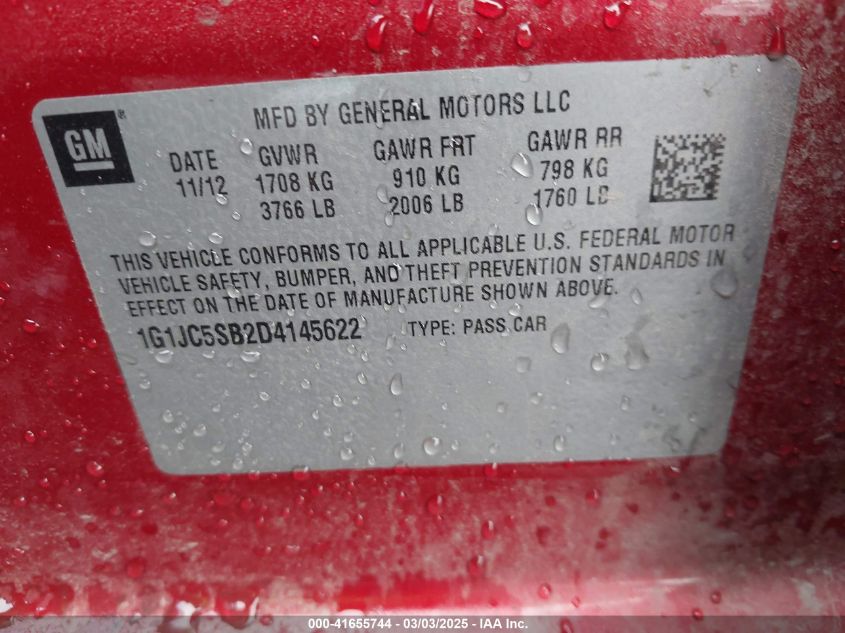 MFD BY GENERAL MOTORS LLC
GM ®
DATE GVWR GAWR FRT GAWR RR
11/12 1708 KG 910 KG 798 KG
3766 LB 2006 LB 1760 LB
THIS VEHICLE CONFORMS TO ALL APPLICABLE U.S. FEDERAL MOTOR
VEHICLE SAFETY, BUMPER, AND THEFT PREVENTION STANDARDS IN
EFFECT ON THE DATE OF MANUFACTURE SHOWN ABOVE.
1G1JC5SB2D4145622 TYPE: PASS CAR
000-41655744 - 03/03/2025 - IAA Inc.